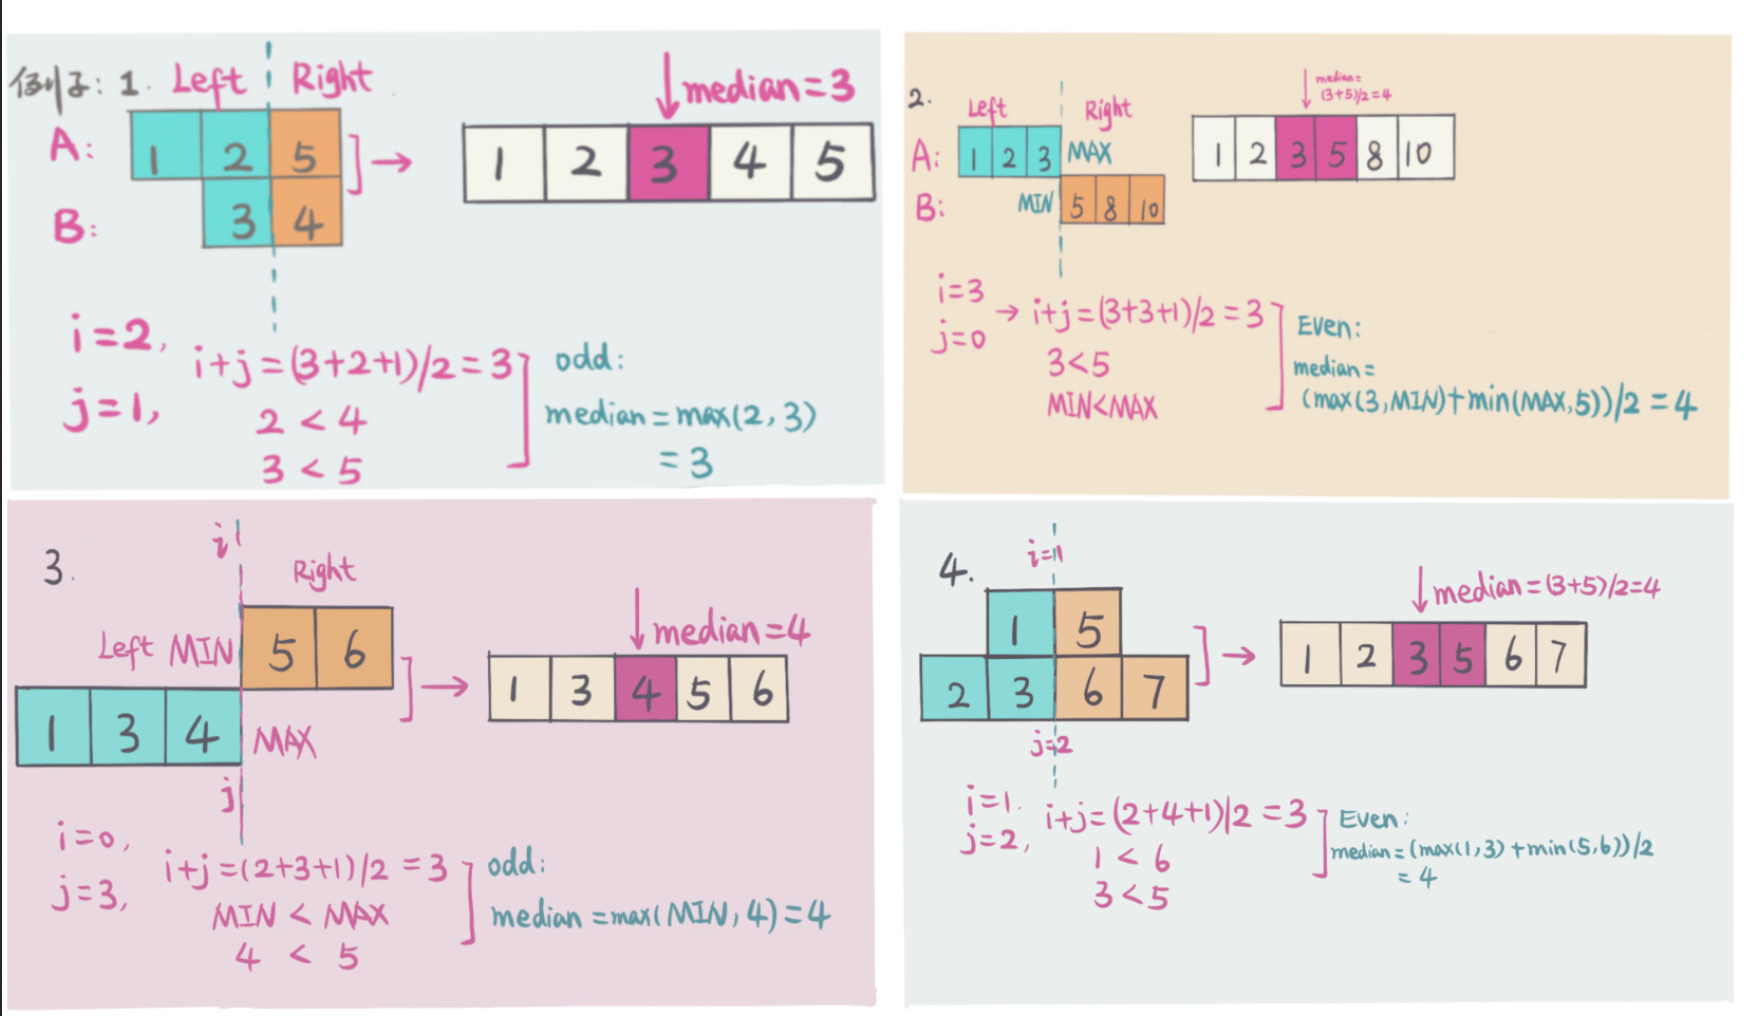 例子: 1. Left Right
median=3
A: 1 2 5
1 2 3 4 5
B: 3 4
i=2,
j=1,
i+j=(3+2+1)/2=3
2<4
3<5
odd:
median=max(2,3)
=3
2.
Left Right
median=
(3+5)/2=4
A: 1 2 3 MAX
1 2 3 5 8 10
B: MIN 5 8 10
i=3
j=0
→ i+j=(3+3+1)/2=3
3<5
MIN<MAX
Even:
median=
(max(3,MIN)+min(MAX,5))/2=4
3.
i
Right
Left MIN 5 6
median=4
1 3 4 5 6
1 3 4 MAX
j
i=0,
j=3,
i+j=(2+3+1)/2=3
MIN<MAX
4<5
odd:
median=max(MIN,4)=4
4.
i=1
median=(3+5)/2=4
1 5
1 2 3 5 6 7
2 3 6 7
j=2
i=1.
j=2,
i+j=(2+4+1)/2=3
1<6
3<5
Even:
median=(max(1,3)+min(5,6))/2
=4